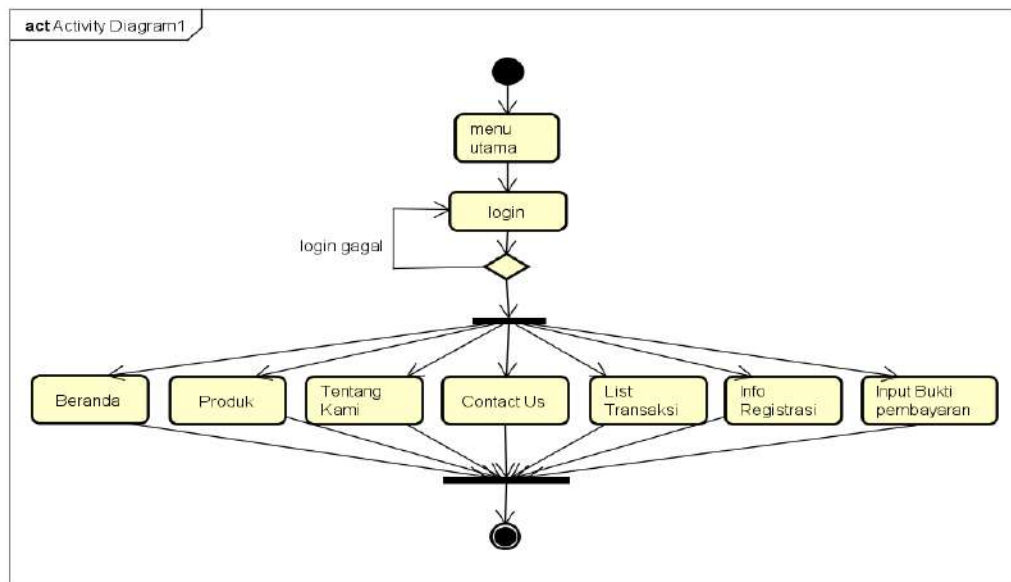 act Activity Diagram1
menu
utama
login
login gagal
Beranda
Produk
Tentang
Kami
Contact Us
List
Transaksi
Info
Registrasi
Input Bukti
pembayaran